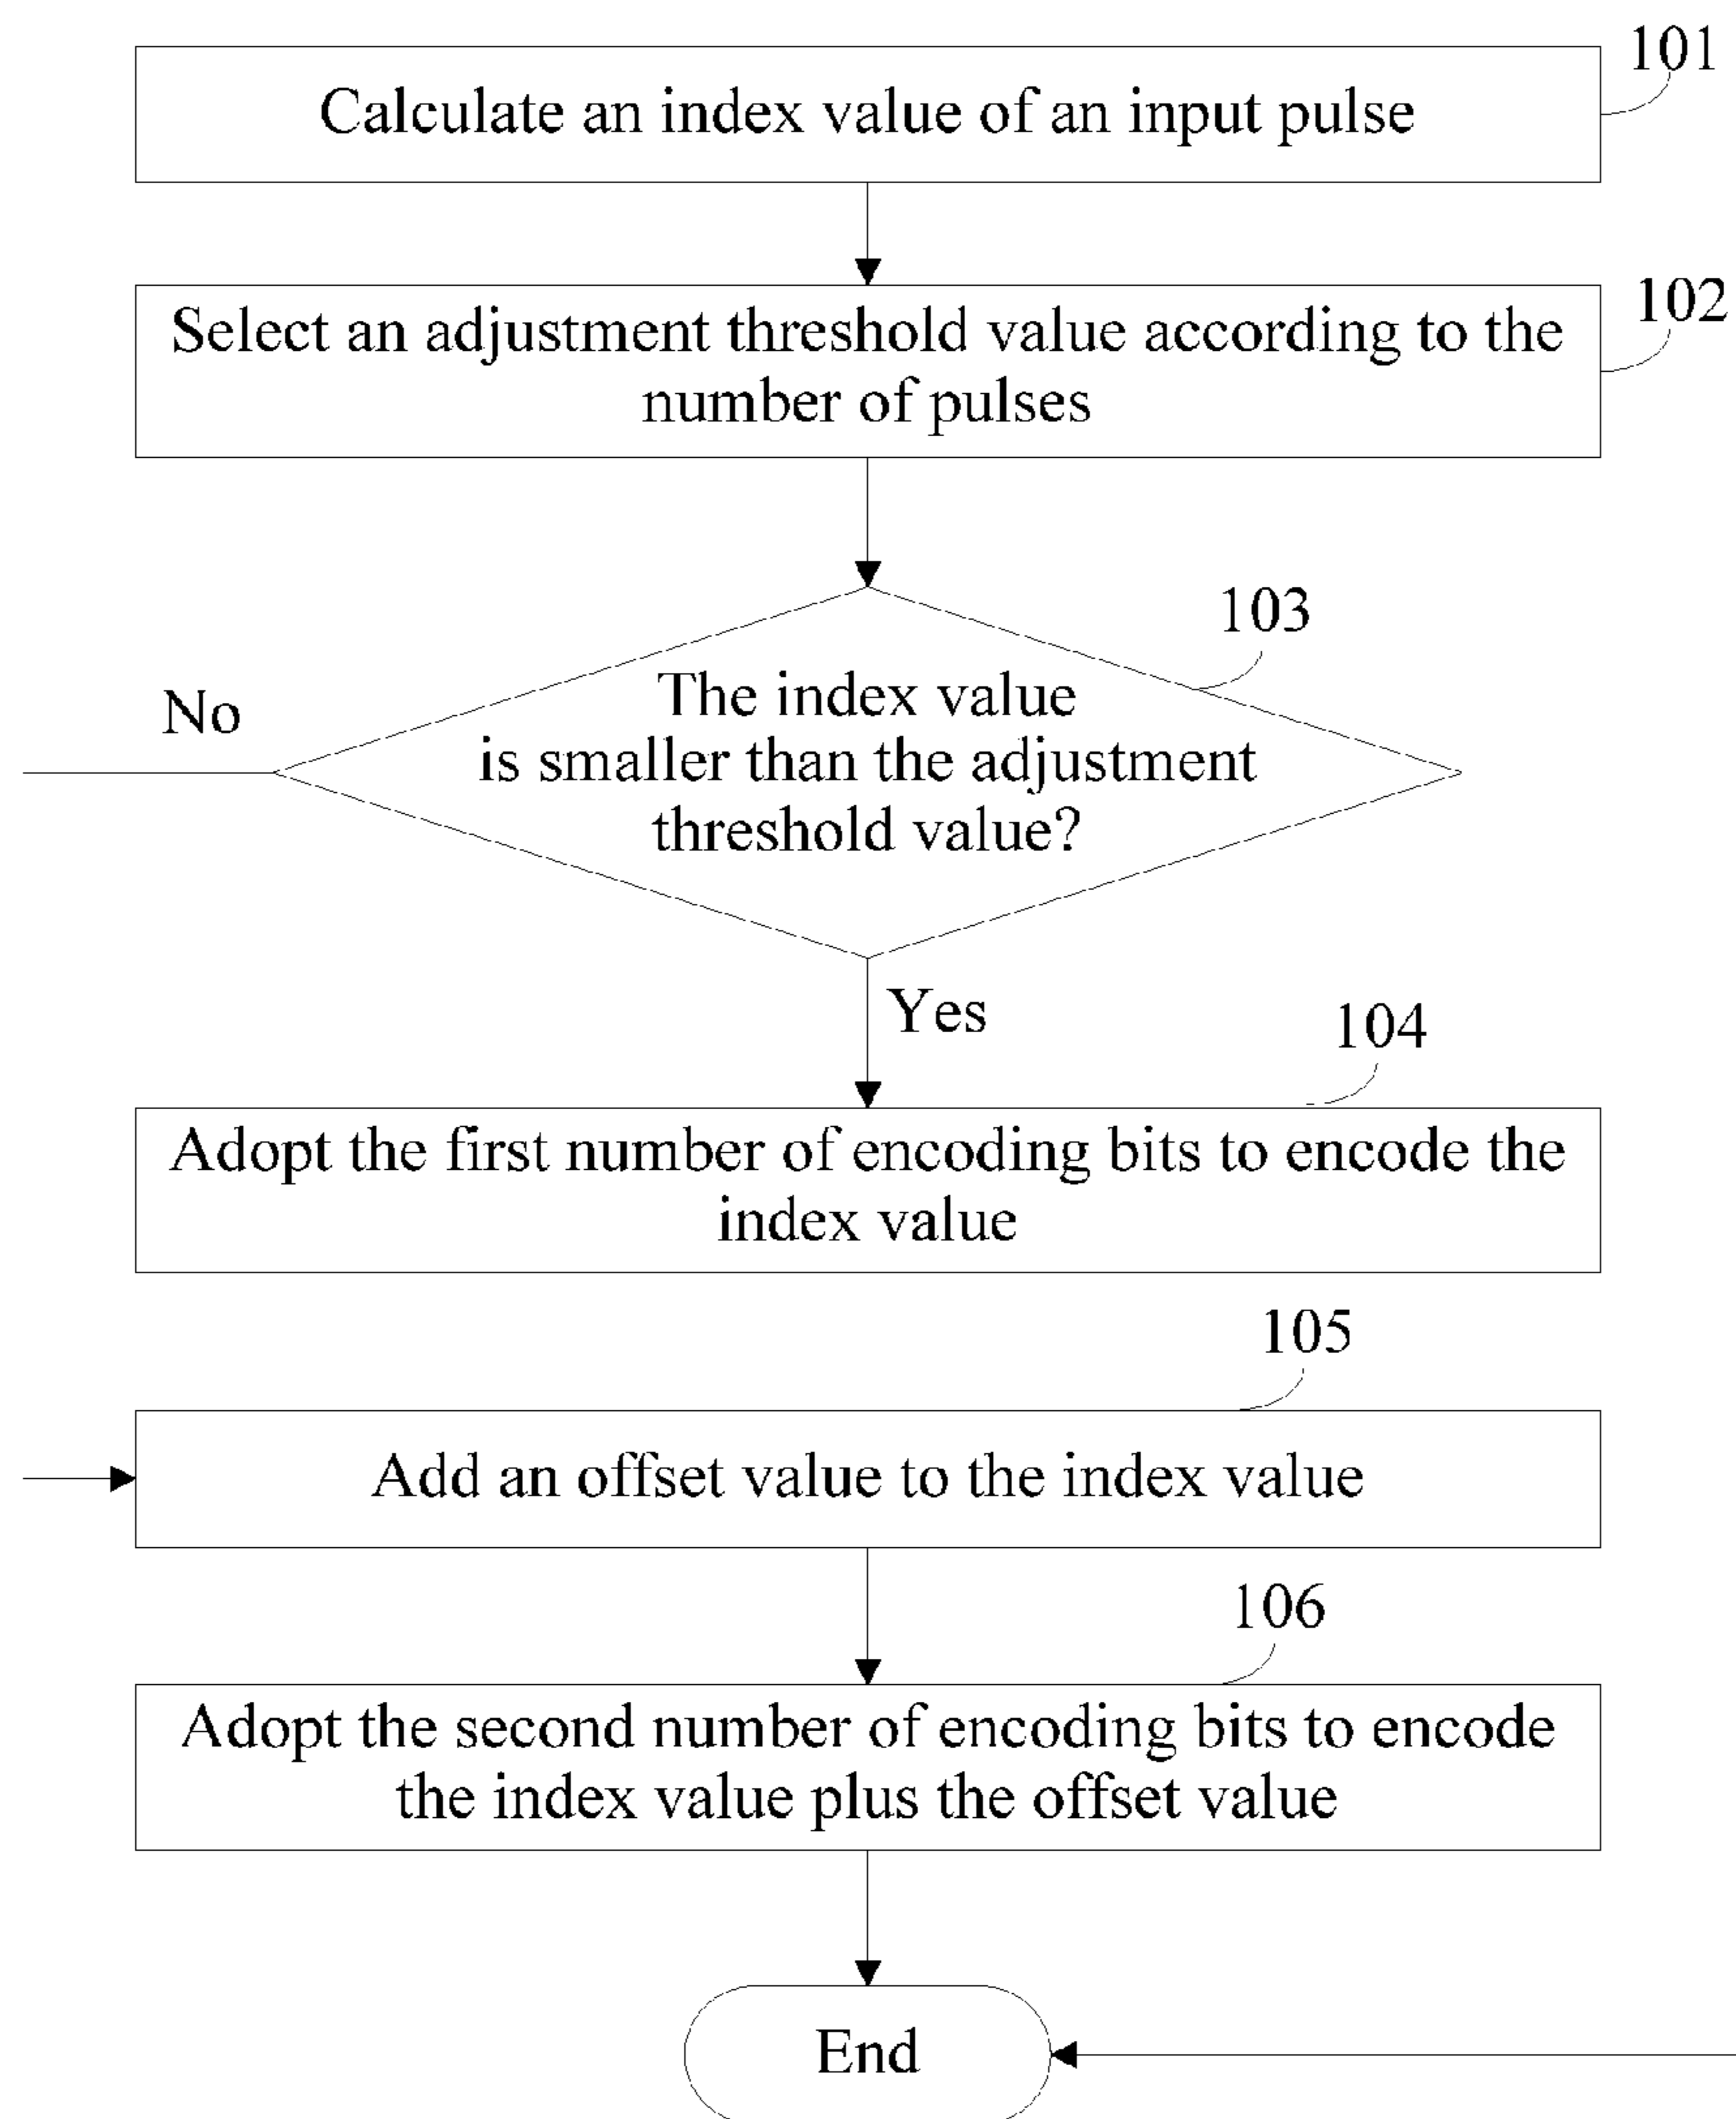 101
Calculate an index value of an input pulse
102
Select an adjustment threshold value according to the
number of pulses
103
No
The index value
is smaller than the adjustment
threshold value?
Yes
104
Adopt the first number of encoding bits to encode the
index value
105
Add an offset value to the index value
106
Adopt the second number of encoding bits to encode
the index value plus the offset value
End